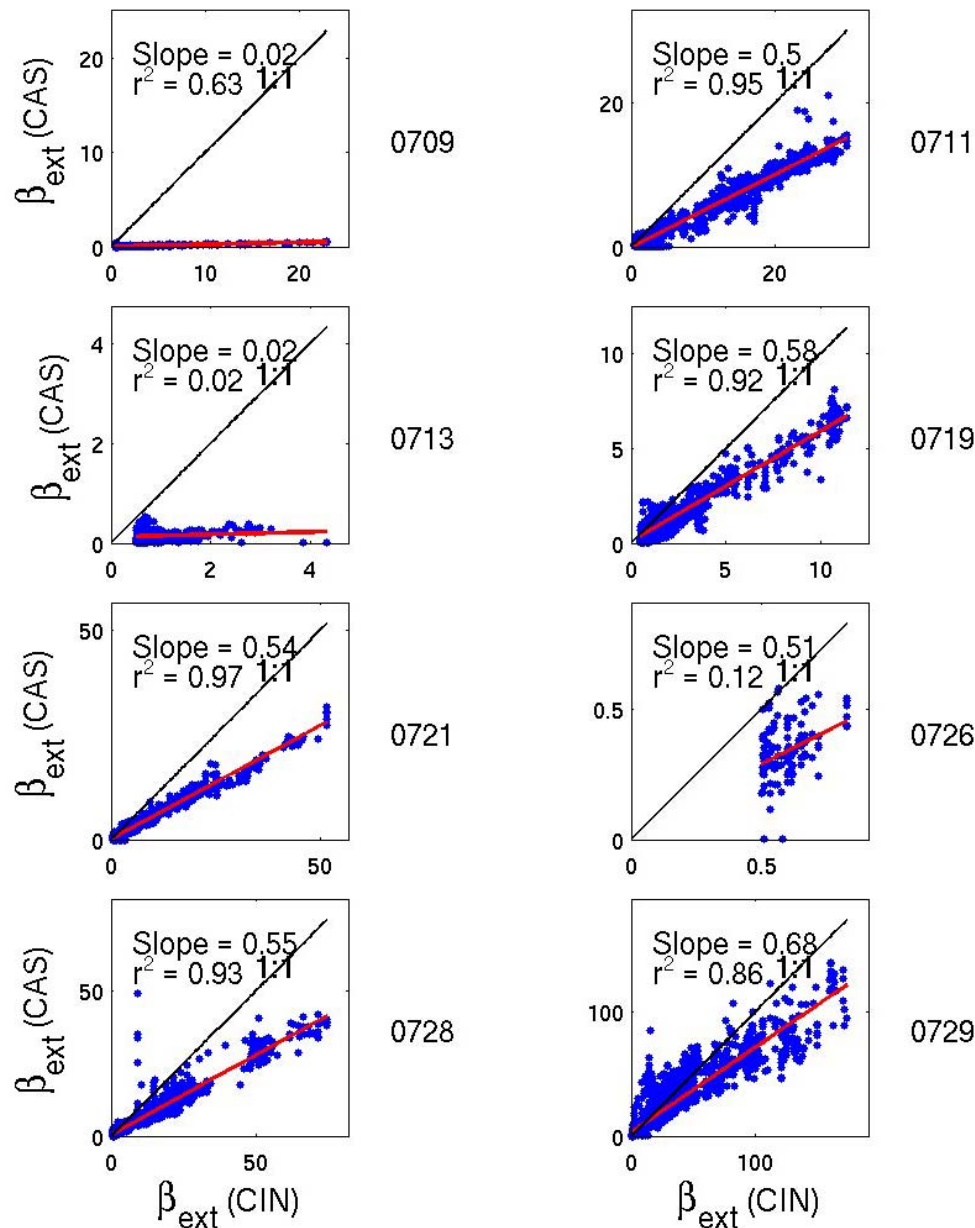 Slope = 0.02
r² = 0.63 1:1
β_ext (CAS)
20
10
0
0 10 20
0709
Slope = 0.5
r² = 0.95 1:1
20
0
0 20
0711
Slope = 0.02
r² = 0.02 1:1
β_ext (CAS)
4
2
0
0 2 4
0713
Slope = 0.58
r² = 0.92 1:1
10
5
0
0 5 10
0719
Slope = 0.54
r² = 0.97 1:1
β_ext (CAS)
50
0
0 50
0721
Slope = 0.51
r² = 0.12 1:1
0.5
0
0 0.5
0726
Slope = 0.55
r² = 0.93 1:1
β_ext (CAS)
50
0
0 50
β_ext (CIN)
0728
Slope = 0.68
r² = 0.86 1:1
100
0
0 100
β_ext (CIN)
0729